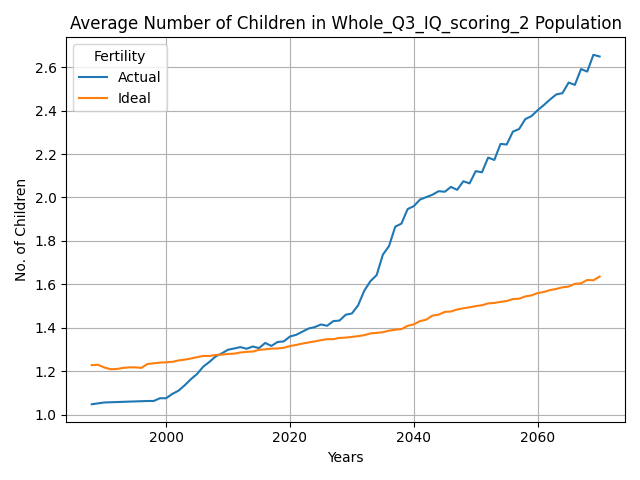 Average Number of Children in Whole_Q3_IQ_scoring_2 Population
Fertility
Actual
Ideal
No. of Children
2.6
2.4
2.2
2.0
1.8
1.6
1.4
1.2
1.0
2000
2020
2040
2060
Years